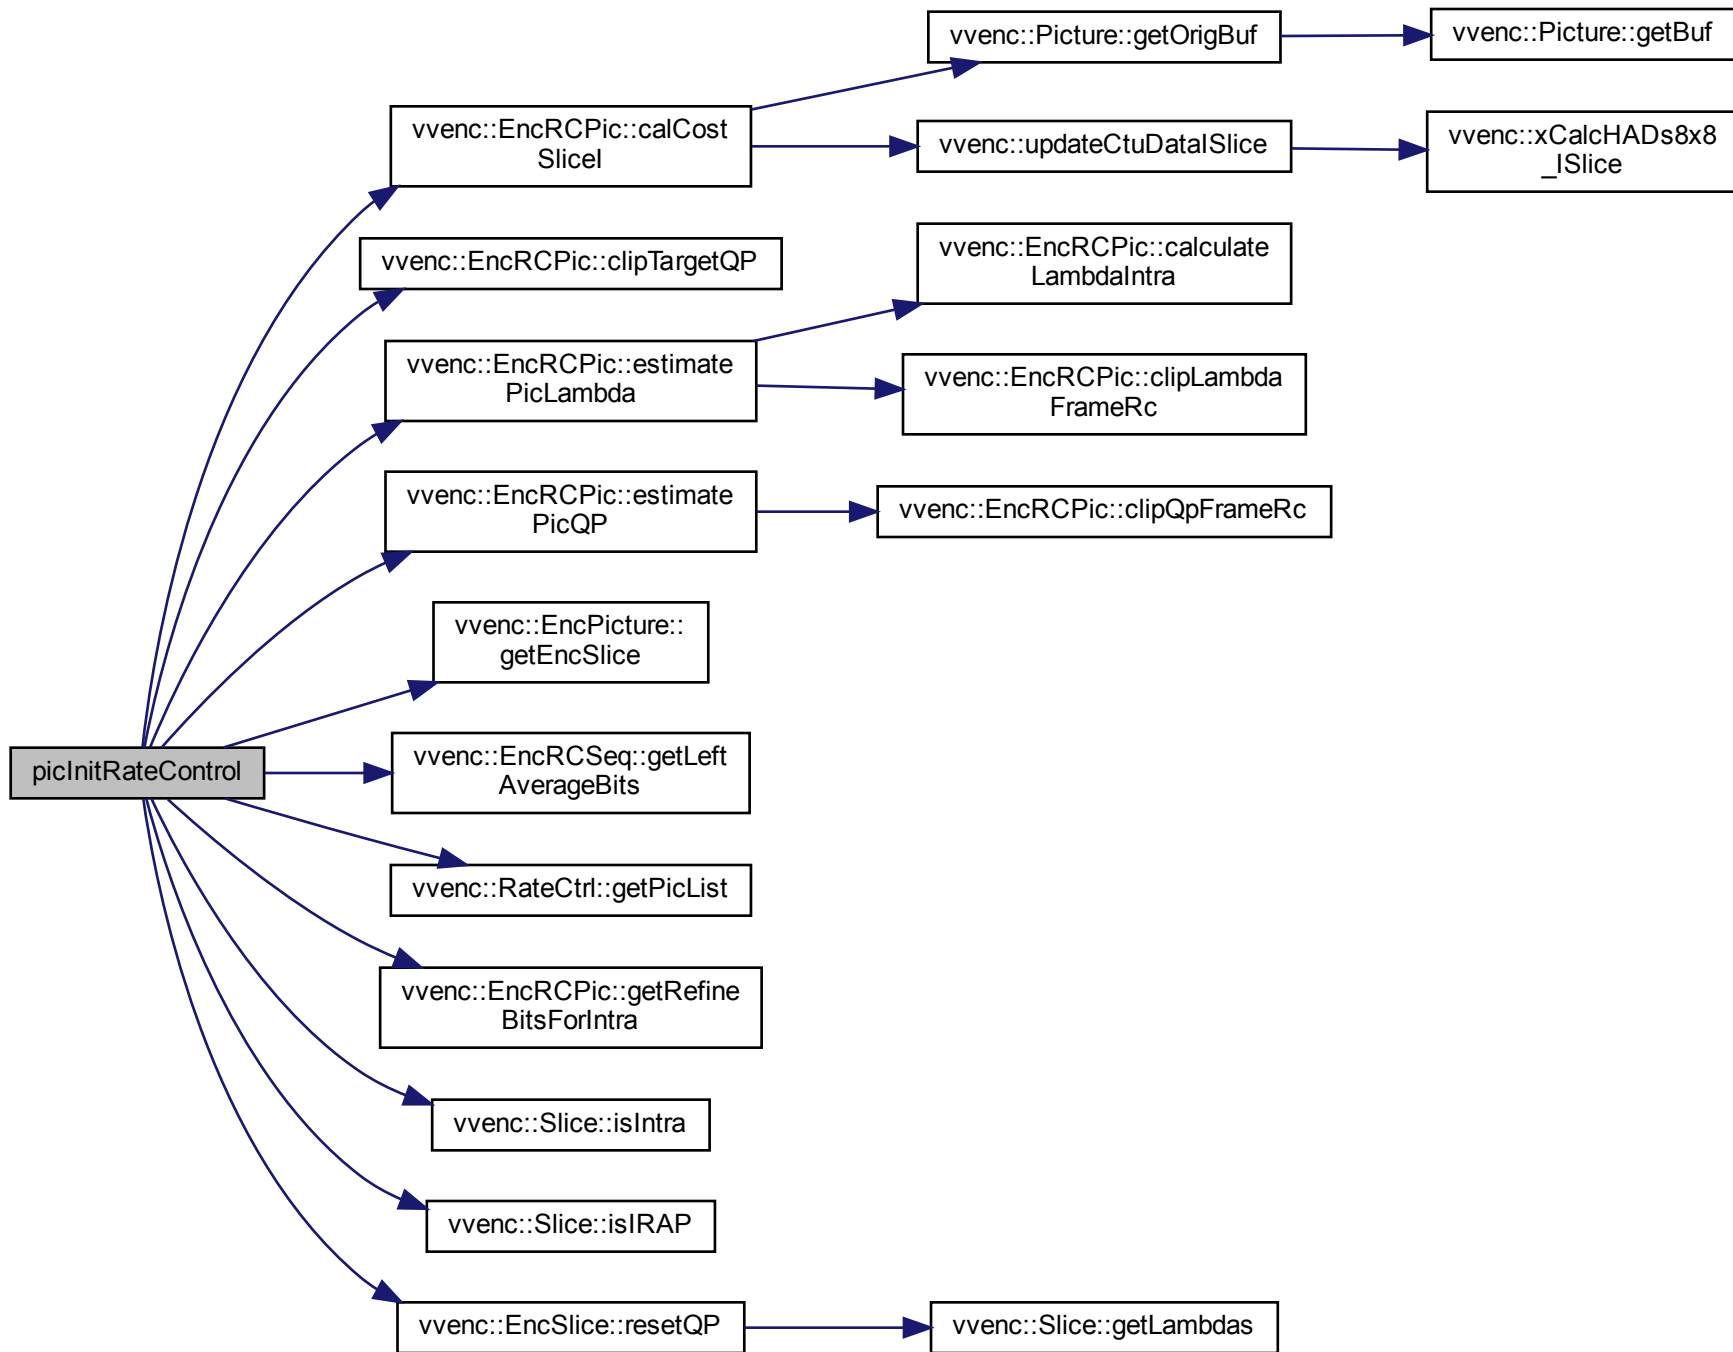 vvenc::Picture::getOrigBuf
vvenc::Picture::getBuf
vvenc::EncRCPic::calCost
SliceI
vvenc::updateCtuDataISlice
vvenc::xCalcHADs8x8
_ISlice
vvenc::EncRCPic::clipTargetQP
vvenc::EncRCPic::calculate
LambdaIntra
vvenc::EncRCPic::estimate
PicLambda
vvenc::EncRCPic::clipLambda
FrameRc
vvenc::EncRCPic::estimate
PicQP
vvenc::EncRCPic::clipQpFrameRc
vvenc::EncPicture::
getEncSlice
picInitRateControl
vvenc::EncRCSeq::getLeft
AverageBits
vvenc::RateCtrl::getPicList
vvenc::EncRCPic::getRefine
BitsForIntra
vvenc::Slice::isIntra
vvenc::Slice::isIRAP
vvenc::EncSlice::resetQP
vvenc::Slice::getLambdas